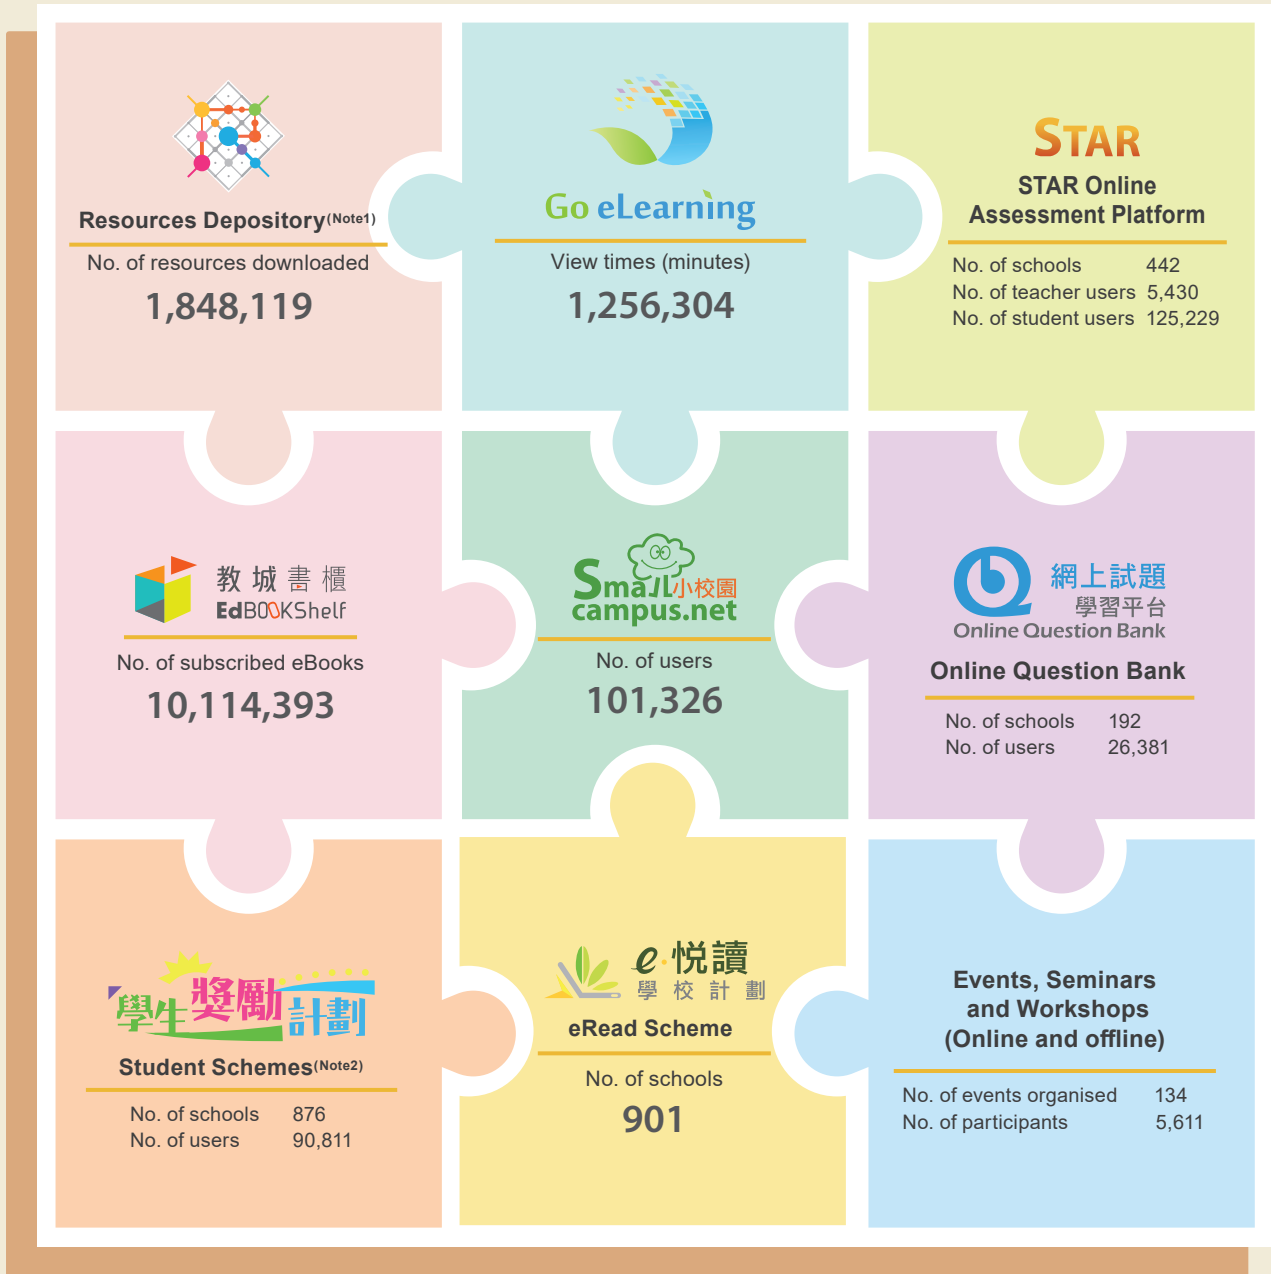 Resources Depository(Note1)
No. of resources downloaded
1,848,119
Go eLearning
View times (minutes)
1,256,304
STAR
STAR Online
Assessment Platform
No. of schools 442
No. of teacher users 5,430
No. of student users 125,229
教城書櫃
EdBOOKShelf
No. of subscribed eBooks
10,114,393
Small小校園
campus.net
No. of users
101,326
網上試題
學習平台
Online Question Bank
Online Question Bank
No. of schools 192
No. of users 26,381
學生獎勵計劃
Student Schemes(Note2)
No. of schools 876
No. of users 90,811
e·悦讀
學校計劃
eRead Scheme
No. of schools
901
Events, Seminars
and Workshops
(Online and offline)
No. of events organised 134
No. of participants 5,611